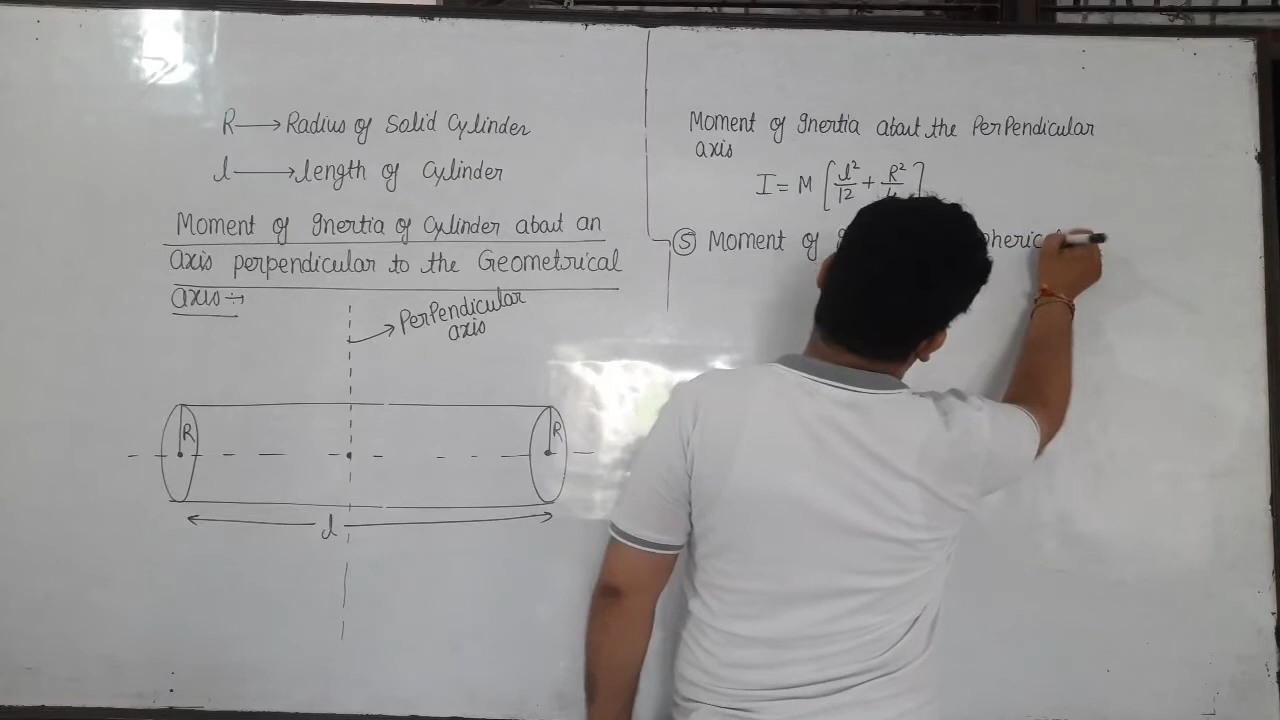 R → Radius of Solid Cylinder
l → length of Cylinder
Moment of Inertia of Cylinder about an
axis perpendicular to the Geometrical
axis :→
Perpendicular
axis
R
R
l
Moment of Inertia about the Perpendicular
axis
I = M [l²/12 + R²/
]
⑤ Moment of